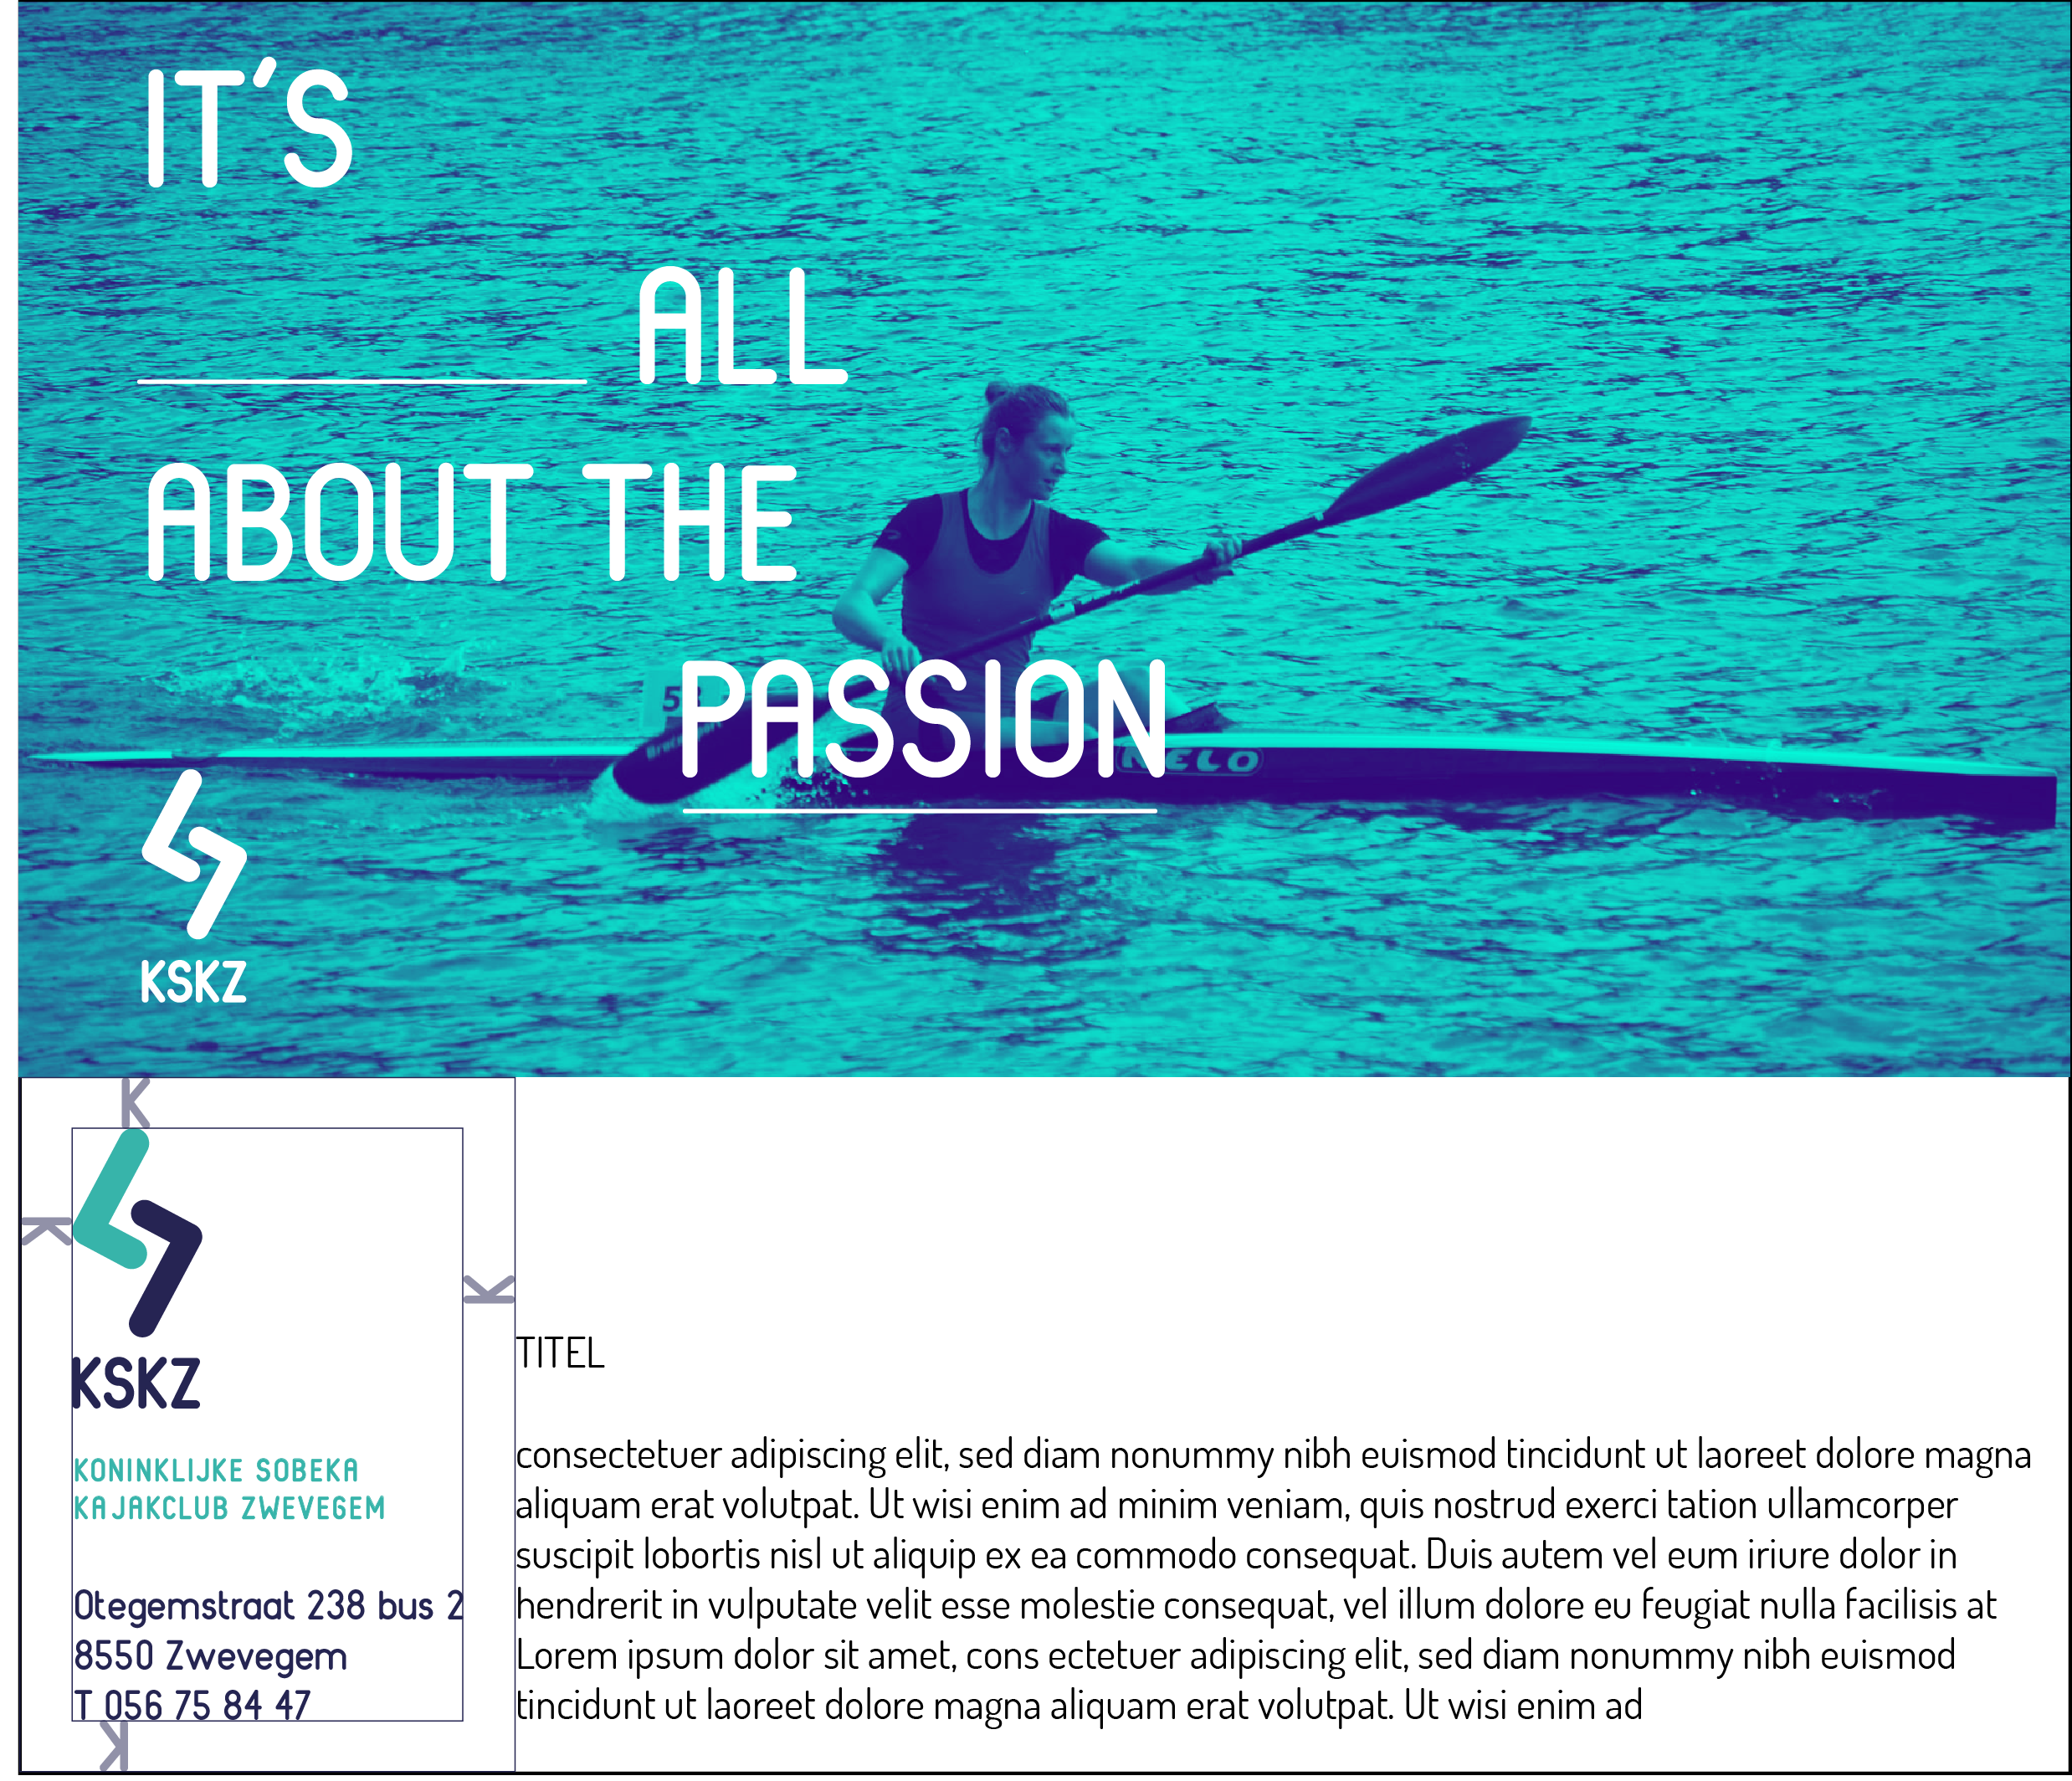 IT'S
ALL
ABOUT THE
PASSION
KSKZ
K
K
K
KSKZ
KONINKLIJKE SOBEKA
KAJAKCLUB ZWEVEGEM
Otegemstraat 238 bus 2
8550 Zwevegem
T 056 75 84 47
K
TITEL
consectetuer adipiscing elit, sed diam nonummy nibh euismod tincidunt ut laoreet dolore magna
aliquam erat volutpat. Ut wisi enim ad minim veniam, quis nostrud exerci tation ullamcorper
suscipit lobortis nisl ut aliquip ex ea commodo consequat. Duis autem vel eum iriure dolor in
hendrerit in vulputate velit esse molestie consequat, vel illum dolore eu feugiat nulla facilisis at
Lorem ipsum dolor sit amet, cons ectetuer adipiscing elit, sed diam nonummy nibh euismod
tincidunt ut laoreet dolore magna aliquam erat volutpat. Ut wisi enim ad